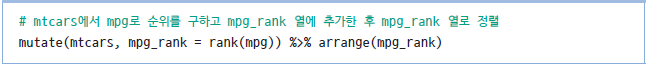 # mtcars에서 mpg로 순위를 구하고 mpg_rank 열에 추가한 후 mpg_rank 열로 정렬
mutate(mtcars, mpg_rank = rank(mpg)) %>% arrange(mpg_rank)